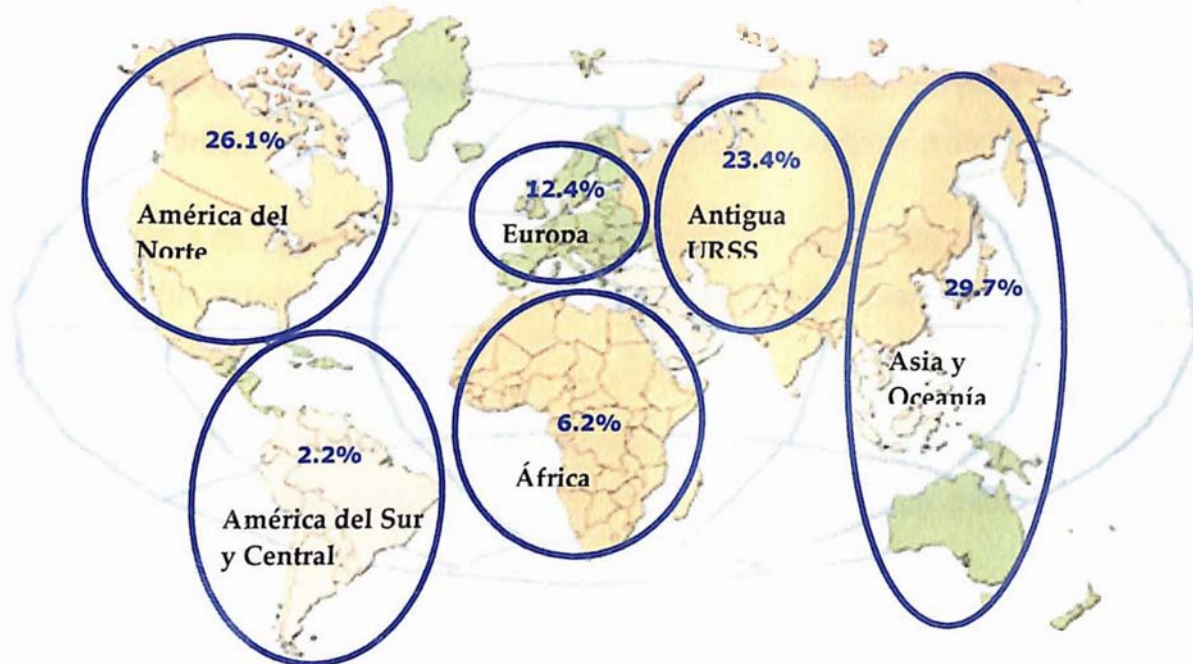 26.1%
América del
Norte
12.4%
Europa
23.4%
Antigua
URSS
29.7%
Asia y
Oceanía
2.2%
América del Sur
y Central
6.2%
África